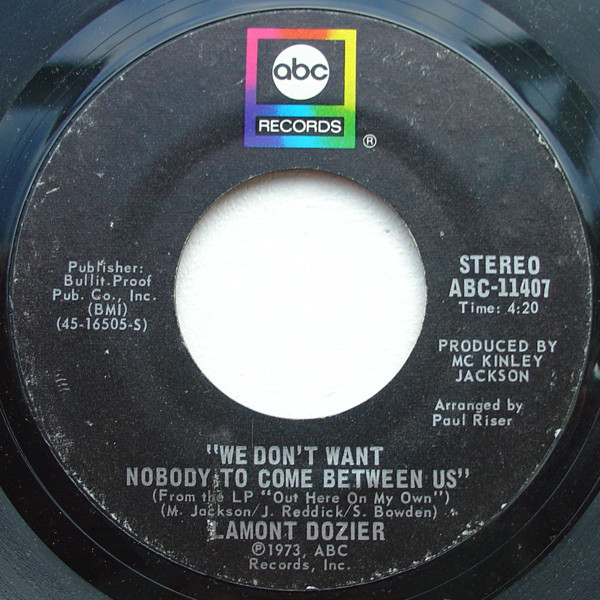 abc
RECORDS
®
Publisher:
Bullit-Proof
Pub. Co., Inc.
(BMI)
(45-16505-S)
STEREO
ABC-11407
Time: 4:20
PRODUCED BY
MC KINLEY
JACKSON
Arranged by
Paul Riser
"WE DON'T WANT
NOBODY TO COME BETWEEN US"
(From the LP "Out Here On My Own")
(M. Jackson/J. Reddick/S. Bowden)
LAMONT DOZIER
℗1973, ABC
Records, Inc.